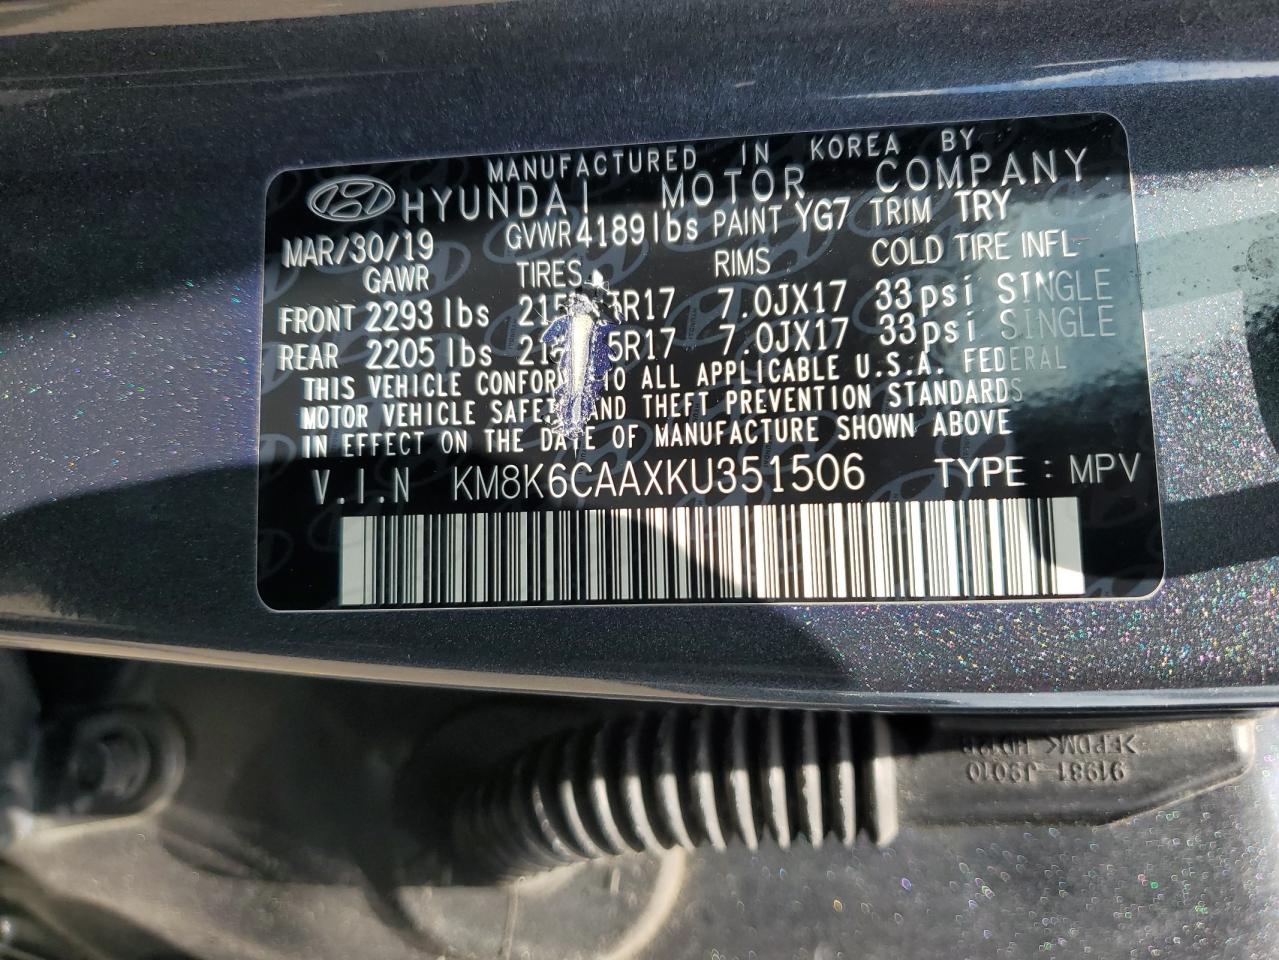 MANUFACTURED IN KOREA BY
HYUNDAI MOTOR COMPANY
MAR/30/19 GVWR 4189 lbs PAINT YG7 TRIM TRY
GAWR TIRES RIMS COLD TIRE INFL
FRONT 2293 lbs 7.0JX17 33psi SINGLE
REAR 2205 lbs 7.0JX17 33psi SINGLE
THIS VEHICLE TO ALL APPLICABLE U.S.A. FEDERAL
MOTOR VEHICLE AND THEFT PREVENTION STANDARDS
IN EFFECT ON THE DATE OF MANUFACTURE SHOWN ABOVE
V.I.N KM8K6CAAXKU351506 TYPE : MPV
91981 J9010